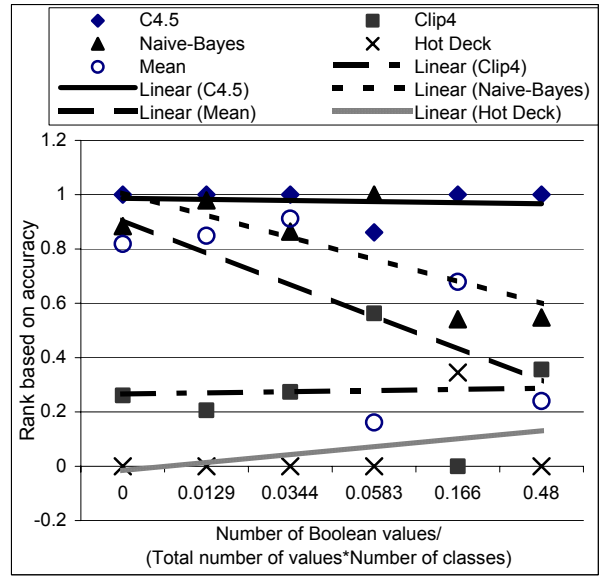 C4.5 Clip4
Naive-Bayes Hot Deck
Mean Linear (Clip4)
Linear (C4.5) Linear (Naive-Bayes)
Linear (Mean) Linear (Hot Deck)
1.2
1
0.8
0.6
0.4
0.2
0
-0.2
Rank based on accuracy
0 0.0129 0.0344 0.0583 0.166 0.48
Number of Boolean values/
(Total number of values*Number of classes)